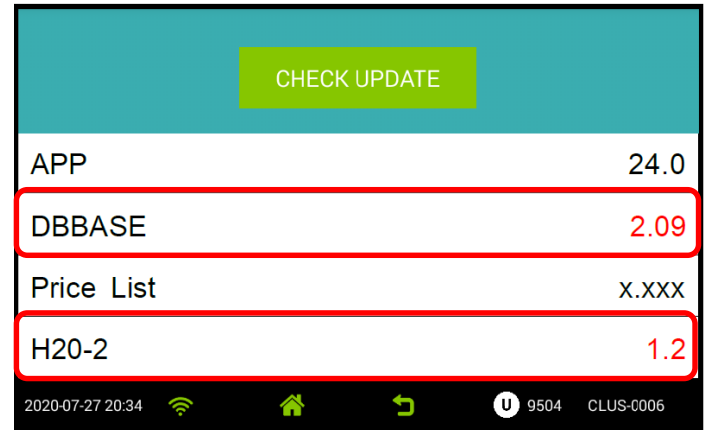 CHECK UPDATE
APP 24.0
DBBASE 2.09
Price List x.xxx
H20-2 1.2
2020-07-27 20:34 U 9504 CLUS-0006